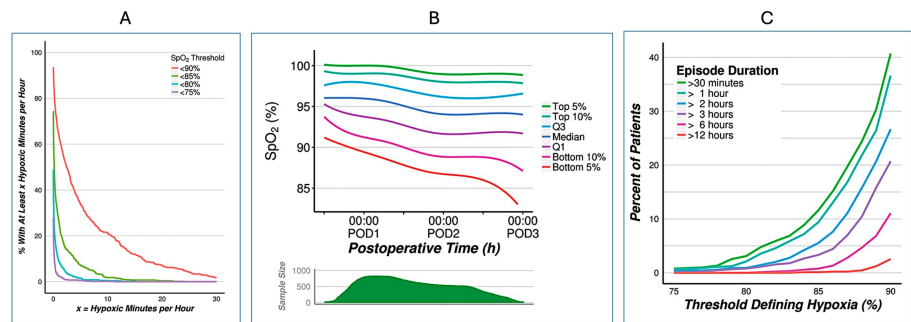 A
B
C
SpO₂ Threshold
<90%
<85%
<80%
<75%
100
80
60
40
20
0
% With At Least x Hypoxic Minutes per Hour
0
10
20
30
x = Hypoxic Minutes per Hour
100
95
90
85
SpO₂ (%)
Top 5%
Top 10%
Q3
Median
Q1
Bottom 10%
Bottom 5%
00:00 00:00 00:00
POD1 POD2 POD3
Postoperative Time (h)
1000
500
0
Sample Size
40
30
20
10
0
Percent of Patients
Episode Duration
>30 minutes
> 1 hour
> 2 hours
> 3 hours
> 6 hours
>12 hours
75 80 85 90
Threshold Defining Hypoxia (%)